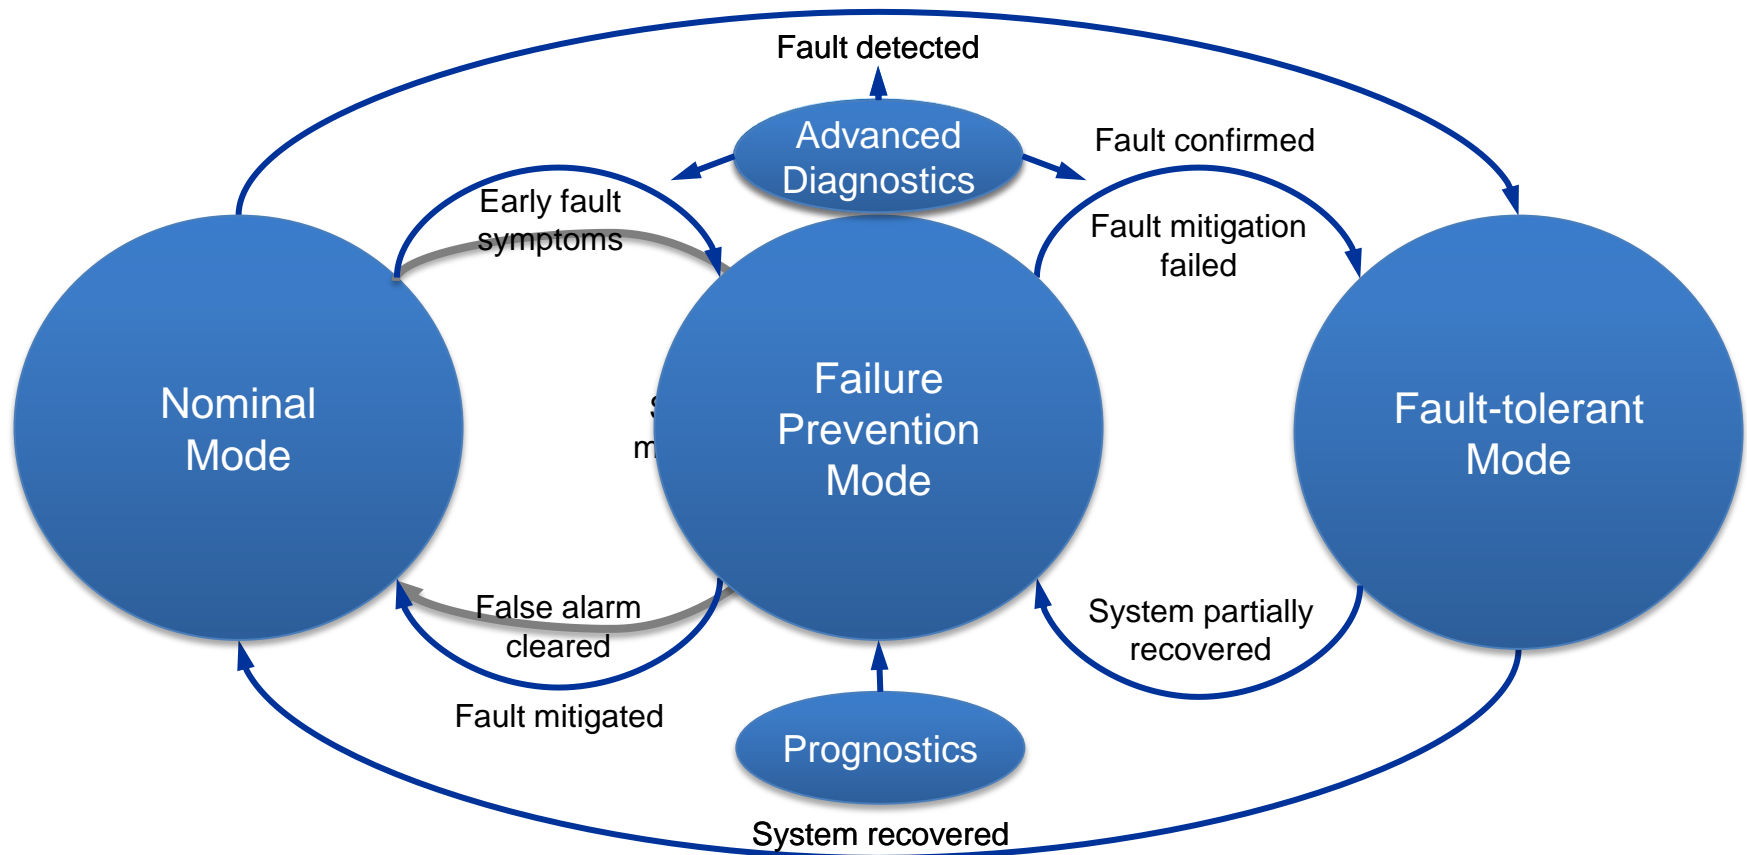 Fault detected
Advanced
Diagnostics
Fault confirmed
Early fault
symptoms
Fault mitigation
failed
Nominal
Mode
Failure
Prevention
Mode
Fault-tolerant
Mode
False alarm
cleared
System partially
recovered
Fault mitigated
Prognostics
System recovered